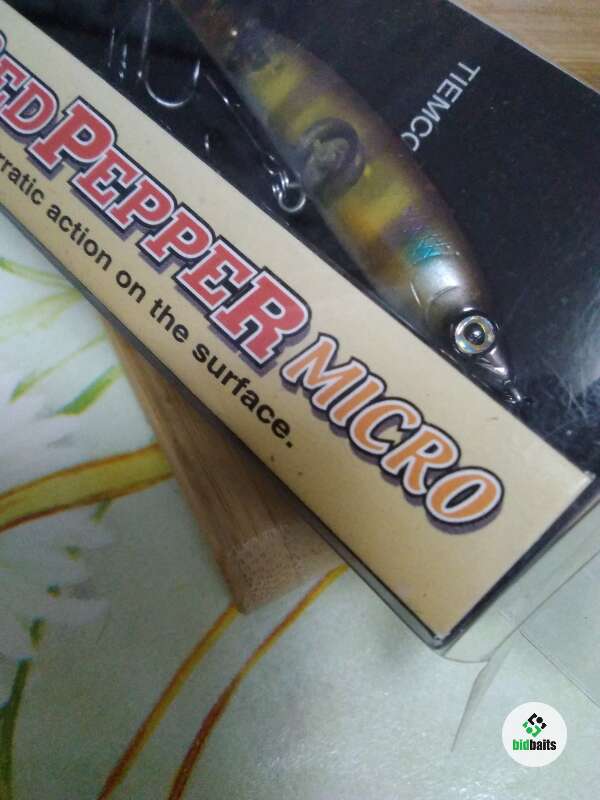 RED PEPPER MICRO
rratic action on the surface.
TIEMCO
bidbaits